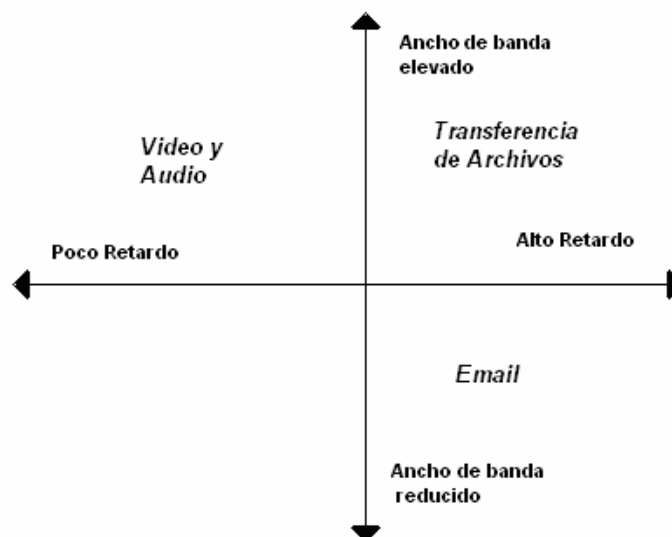 Ancho de banda
elevado
Video y
Audio
Transferencia
de Archivos
Poco Retardo
Alto Retardo
Email
Ancho de banda
reducido